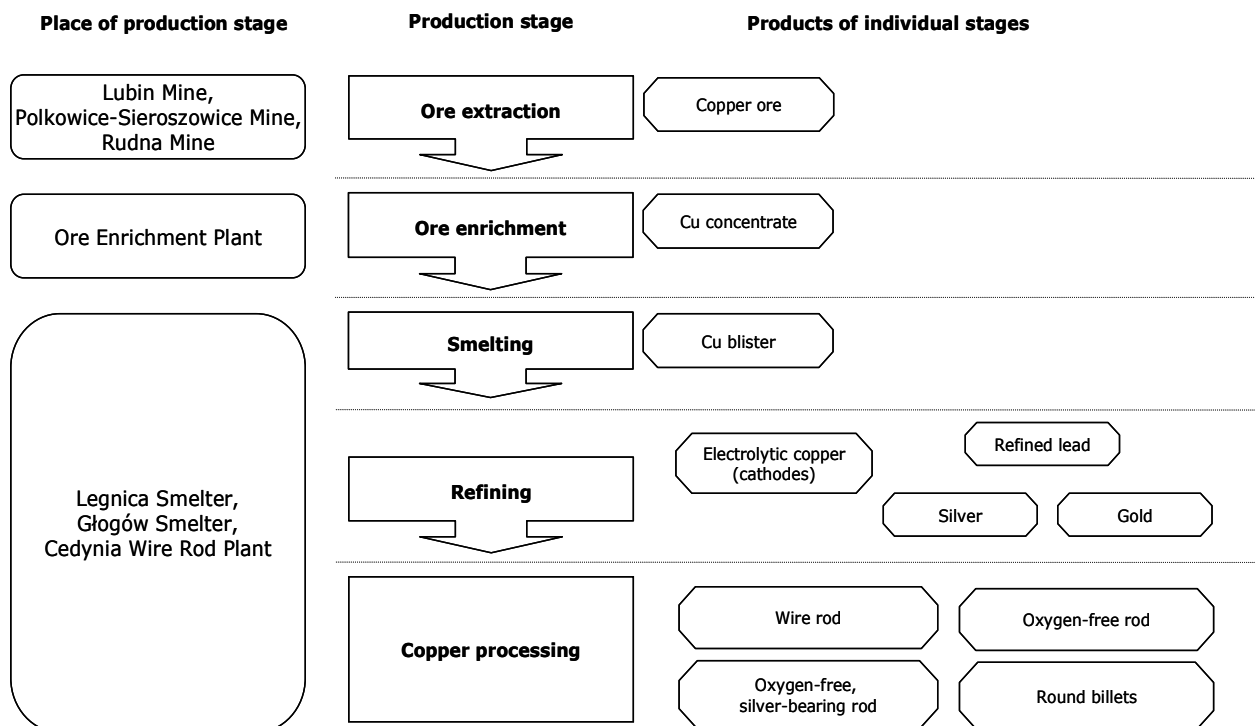 Place of production stage
Production stage
Products of individual stages
Lubin Mine,
Polkowice-Sieroszowice Mine,
Rudna Mine
Ore extraction
Copper ore
Ore Enrichment Plant
Ore enrichment
Cu concentrate
Legnica Smelter,
Głogów Smelter,
Cedynia Wire Rod Plant
Smelting
Cu blister
Refining
Electrolytic copper
(cathodes)
Refined lead
Silver
Gold
Copper processing
Wire rod
Oxygen-free rod
Oxygen-free,
silver-bearing rod
Round billets